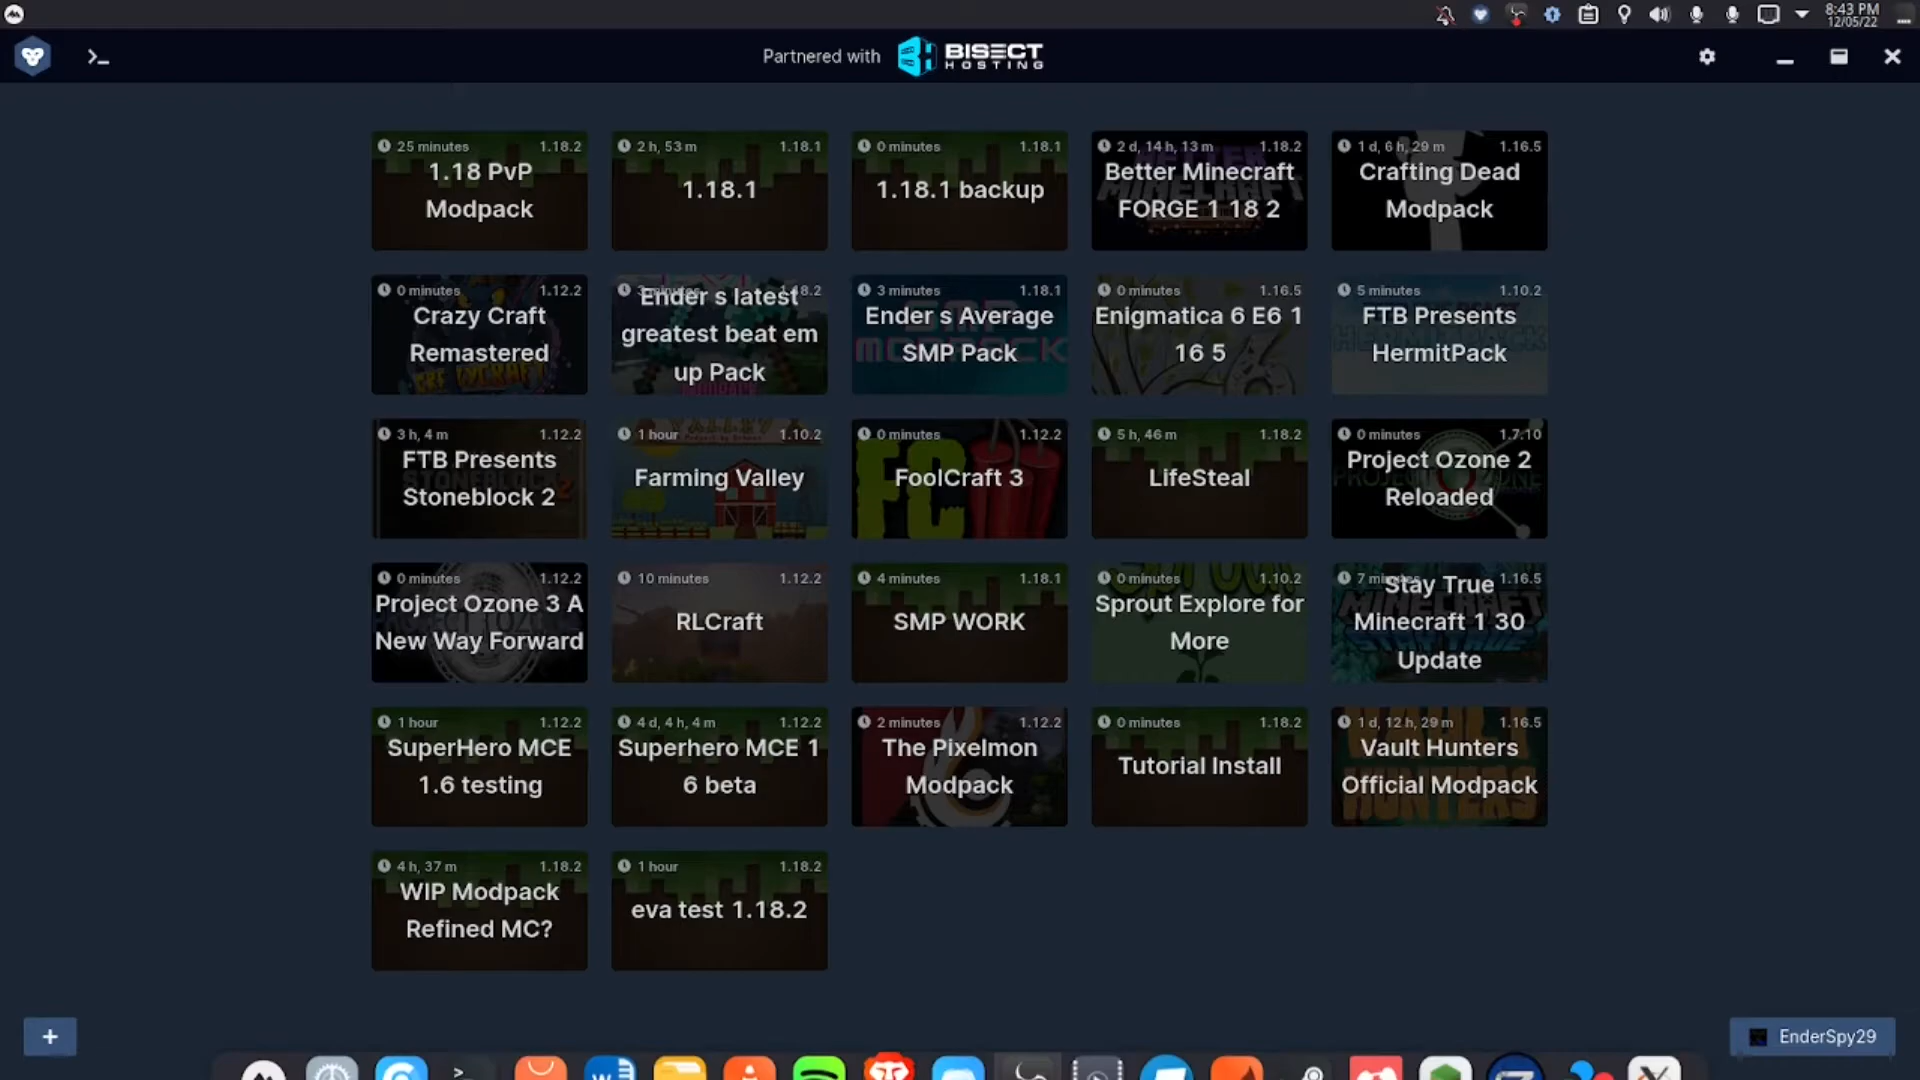 8:43 PM
12/05/22
Partnered with BISECT HOSTING
25 minutes 1.18.2
1.18 PvP
Modpack
2 h, 53 m 1.18.1
1.18.1
0 minutes 1.18.1
1.18.1 backup
2 d, 14 h, 13 m 1.18.2
Better Minecraft
FORGE 1 18 2
1 d, 6 h, 29 m 1.16.5
Crafting Dead
Modpack
0 minutes 1.12.2
Crazy Craft
Remastered
3 minutes 1.18.2
Ender s latest
greatest beat em
up Pack
3 minutes 1.18.1
Ender s Average
SMP Pack
0 minutes 1.16.5
Enigmatica 6 E6 1
16 5
5 minutes 1.10.2
FTB Presents
HermitPack
3 h, 4 m 1.12.2
FTB Presents
Stoneblock 2
1 hour 1.10.2
Farming Valley
0 minutes 1.12.2
FoolCraft 3
5 h, 46 m 1.18.2
LifeSteal
0 minutes 1.7.10
Project Ozone 2
Reloaded
0 minutes 1.12.2
Project Ozone 3 A
New Way Forward
10 minutes 1.12.2
RLCraft
4 minutes 1.18.1
SMP WORK
0 minutes 1.10.2
Sprout Explore for
More
7 minutes 1.16.5
Stay True
Minecraft 1 30
Update
1 hour 1.12.2
SuperHero MCE
1.6 testing
4 d, 4 h, 4 m 1.12.2
Superhero MCE 1
6 beta
2 minutes 1.12.2
The Pixelmon
Modpack
0 minutes 1.18.2
Tutorial Install
1 d, 12 h, 29 m 1.16.5
Vault Hunters
Official Modpack
4 h, 37 m 1.18.2
WIP Modpack
Refined MC?
1 hour 1.18.2
eva test 1.18.2
EnderSpy29